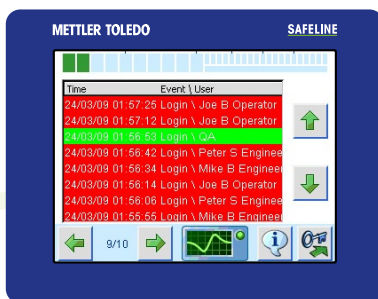 METTLER TOLEDO SAFELINE
Time Event \ User
24/03/09 01:57:25 Login \ Joe B Operator
24/03/09 01:57:12 Login \ Joe B Operator
24/03/09 01:56:53 Login \ QA
24/03/09 01:56:42 Login \ Peter S Enginee
24/03/09 01:56:34 Login \ Mike B Engineer
24/03/09 01:56:14 Login \ Joe B Operator
24/03/09 01:56:06 Login \ Peter S Enginee
24/03/09 01:55:55 Login \ Mike B Engineer
9/10